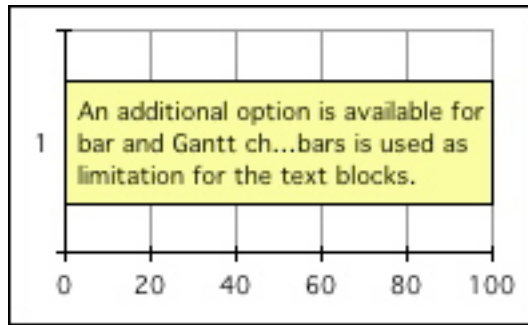 An additional option is available for
1 bar and Gantt ch...bars is used as
limitation for the text blocks.
0 20 40 60 80 100